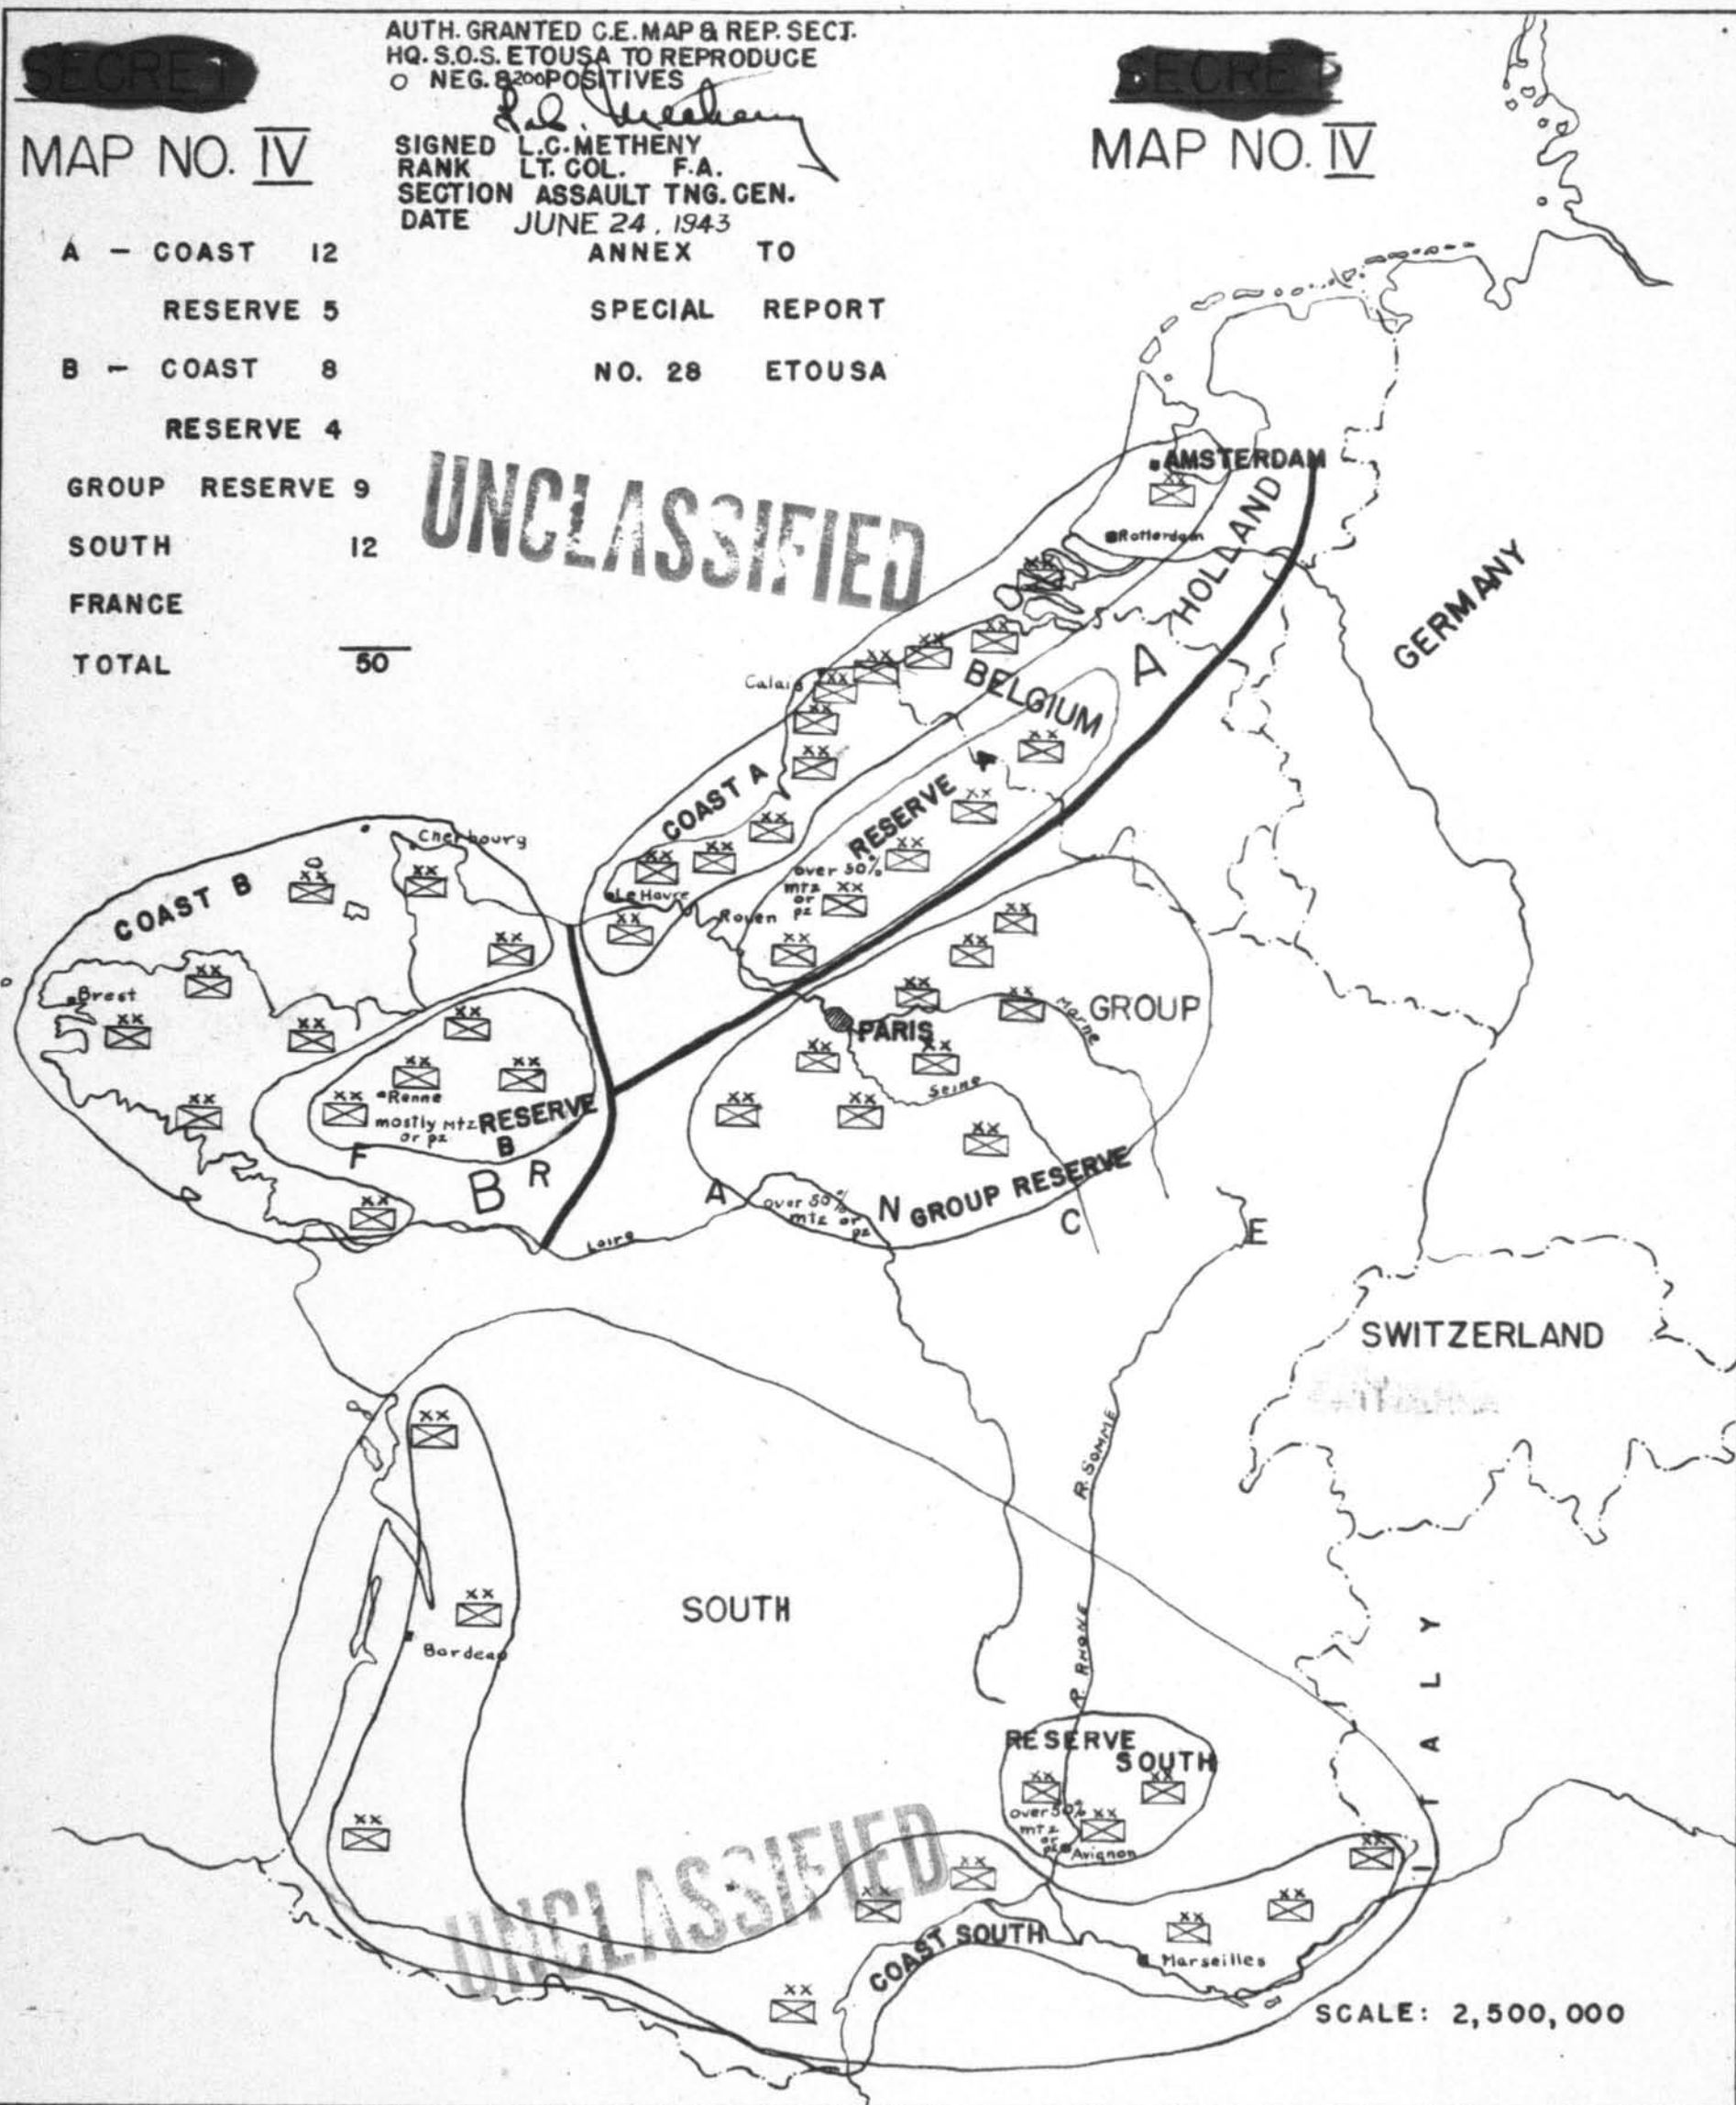 SECRET
MAP NO. IV
AUTH. GRANTED C.E. MAP & REP. SECT.
HQ. S.O.S. ETOUSA TO REPRODUCE
O NEG. & 200 POSITIVES
SIGNED L.C. METHENY
RANK LT. COL. F.A.
SECTION ASSAULT TNG. CEN.
DATE JUNE 24, 1943
SECRET
MAP NO. IV
A - COAST 12
RESERVE 5
B - COAST 8
RESERVE 4
GROUP RESERVE 9
SOUTH 12
FRANCE
TOTAL 50
ANNEX TO
SPECIAL REPORT
NO. 28 ETOUSA
UNCLASSIFIED
AMSTERDAM
Rotterdam
HOLLAND
GERMANY
A
BELGIUM
Calais
COAST A
RESERVE A
over 50%
mtz
or
pz
Le Havre
Rouen
Cherbourg
COAST B
Brest
Renne
mostly mtz
or pz
RESERVE
B
F R A N C E
B
PARIS
Marne
GROUP
Seine
GROUP RESERVE
over 50%
mtz or
pz
Loire
SWITZERLAND
R. SOMME
SOUTH
R. RHONE
Bordeau
ITALY
RESERVE
SOUTH
over 50%
mtz
or
pz
Avignon
UNCLASSIFIED
COAST SOUTH
Marseilles
SCALE: 2,500,000